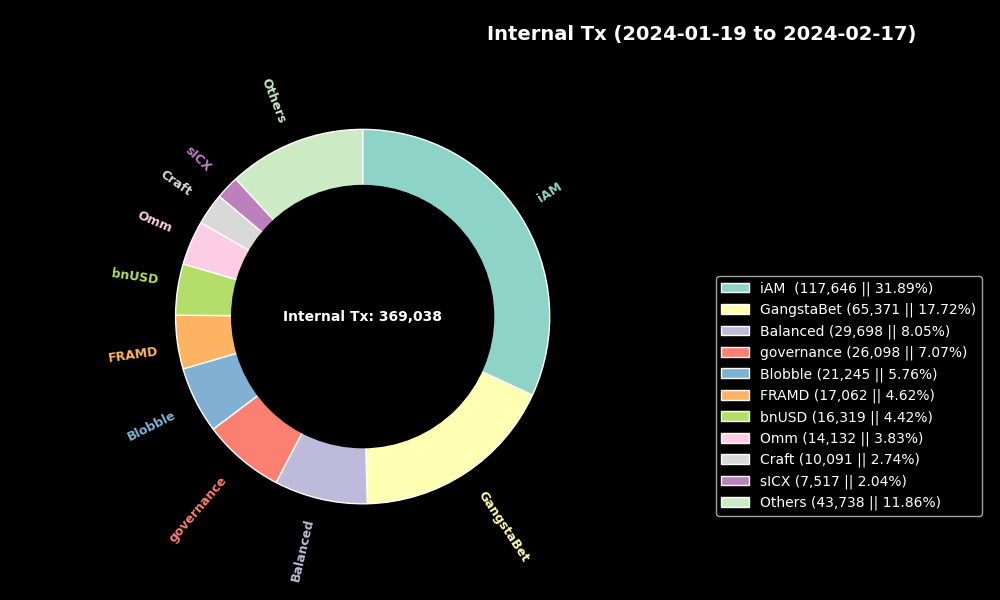 Internal Tx (2024-01-19 to 2024-02-17)
Others
sICX
Craft
Omm
bnUSD
FRAMD
Blobble
governance
Balanced
GangstaBet
iAM
Internal Tx: 369,038
iAM  (117,646 || 31.89%)
GangstaBet (65,371 || 17.72%)
Balanced (29,698 || 8.05%)
governance (26,098 || 7.07%)
Blobble (21,245 || 5.76%)
FRAMD (17,062 || 4.62%)
bnUSD (16,319 || 4.42%)
Omm (14,132 || 3.83%)
Craft (10,091 || 2.74%)
sICX (7,517 || 2.04%)
Others (43,738 || 11.86%)